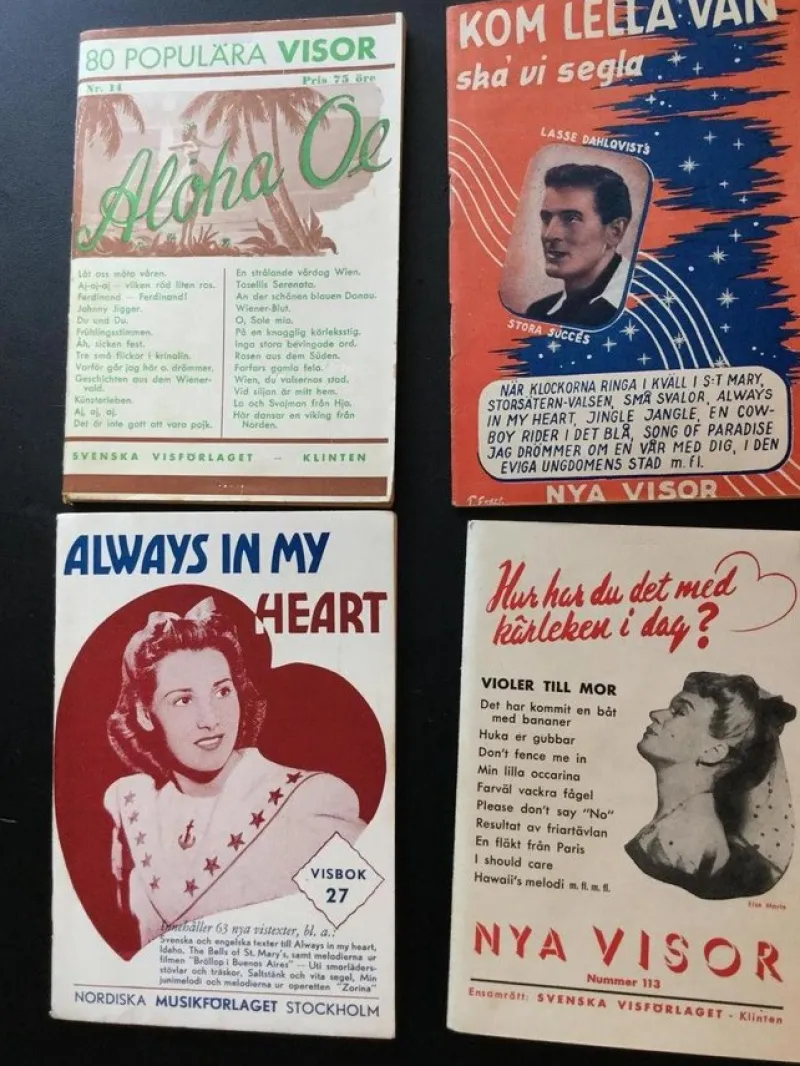 80 POPULÄRA VISOR
Nr. 14 Pris 75 öre
Aloha Oe
Låt oss möta våren.
Aj-aj-aj — vilken röd liten ros.
Ferdinand — Ferdinand!
Johnny Jigger.
Du und Du.
Frühlingsstimmen.
Åh, sicken fest.
Tre små flickor i krinolin.
Varför går jag här o. drömmer.
Geschichten aus dem Wiener-
wald.
Künsterleben.
Aj, aj, aj.
Det är inte gott att vara pojk.
En strålande vårdag Wien.
Tosellis Serenata.
An der schönen blauen Donau.
Wiener-Blut.
O, Sole mio.
På en knagglig kärleksstig.
Inga stora bevingade ord.
Rosen aus dem Süden.
Farfars gamla fela.
Wien, du valsernas stad.
Vid siljan är mitt hem.
La och Svajman från Hja.
Här dansar en viking från
Norden.
SVENSKA VISFÖRLAGET — KLINTEN
KOM LELLA VÄN
ska' vi segla
LASSE DAHLQVIST'S
STORA SUCCÉS
NÄR KLOCKORNA RINGA I KVÄLL I S:T MARY,
STORSÄTERN-VALSEN, SMÅ SVALOR, ALWAYS
IN MY HEART, JINGLE JANGLE, EN COW-
BOY RIDER I DET BLÅ, SONG OF PARADISE
JAG DRÖMMER OM EN VÅR MED DIG, I DEN
EVIGA UNGDOMENS STAD m. fl.
NYA VISOR
ALWAYS IN MY
HEART
VISBOK
27
Innehåller 63 nya vistexter, bl. a.:
Svenska och engelska texter till Always in my heart,
Idaho, The Bells of St. Mary's, samt melodierna ur
filmen "Bröllop i Buenos Aires" — Uti smorläders-
stövlar och träskor, Saltstänk och vita segel, Min
junimelodi och melodierna ur operetten "Zorina"
NORDISKA MUSIKFÖRLAGET STOCKHOLM
Hur har du det med
kärleken i dag?
VIOLER TILL MOR
Det har kommit en båt
med bananer
Huka er gubbar
Don't fence me in
Min lilla occarina
Farväl vackra fågel
Please don't say "No"
Resultat av friartävlan
En fläkt från Paris
I should care
Hawaii's melodi m. fl. m. fl.
Else Marie
NYA VISOR
Nummer 113
Ensamrätt: SVENSKA VISFÖRLAGET - Klinten